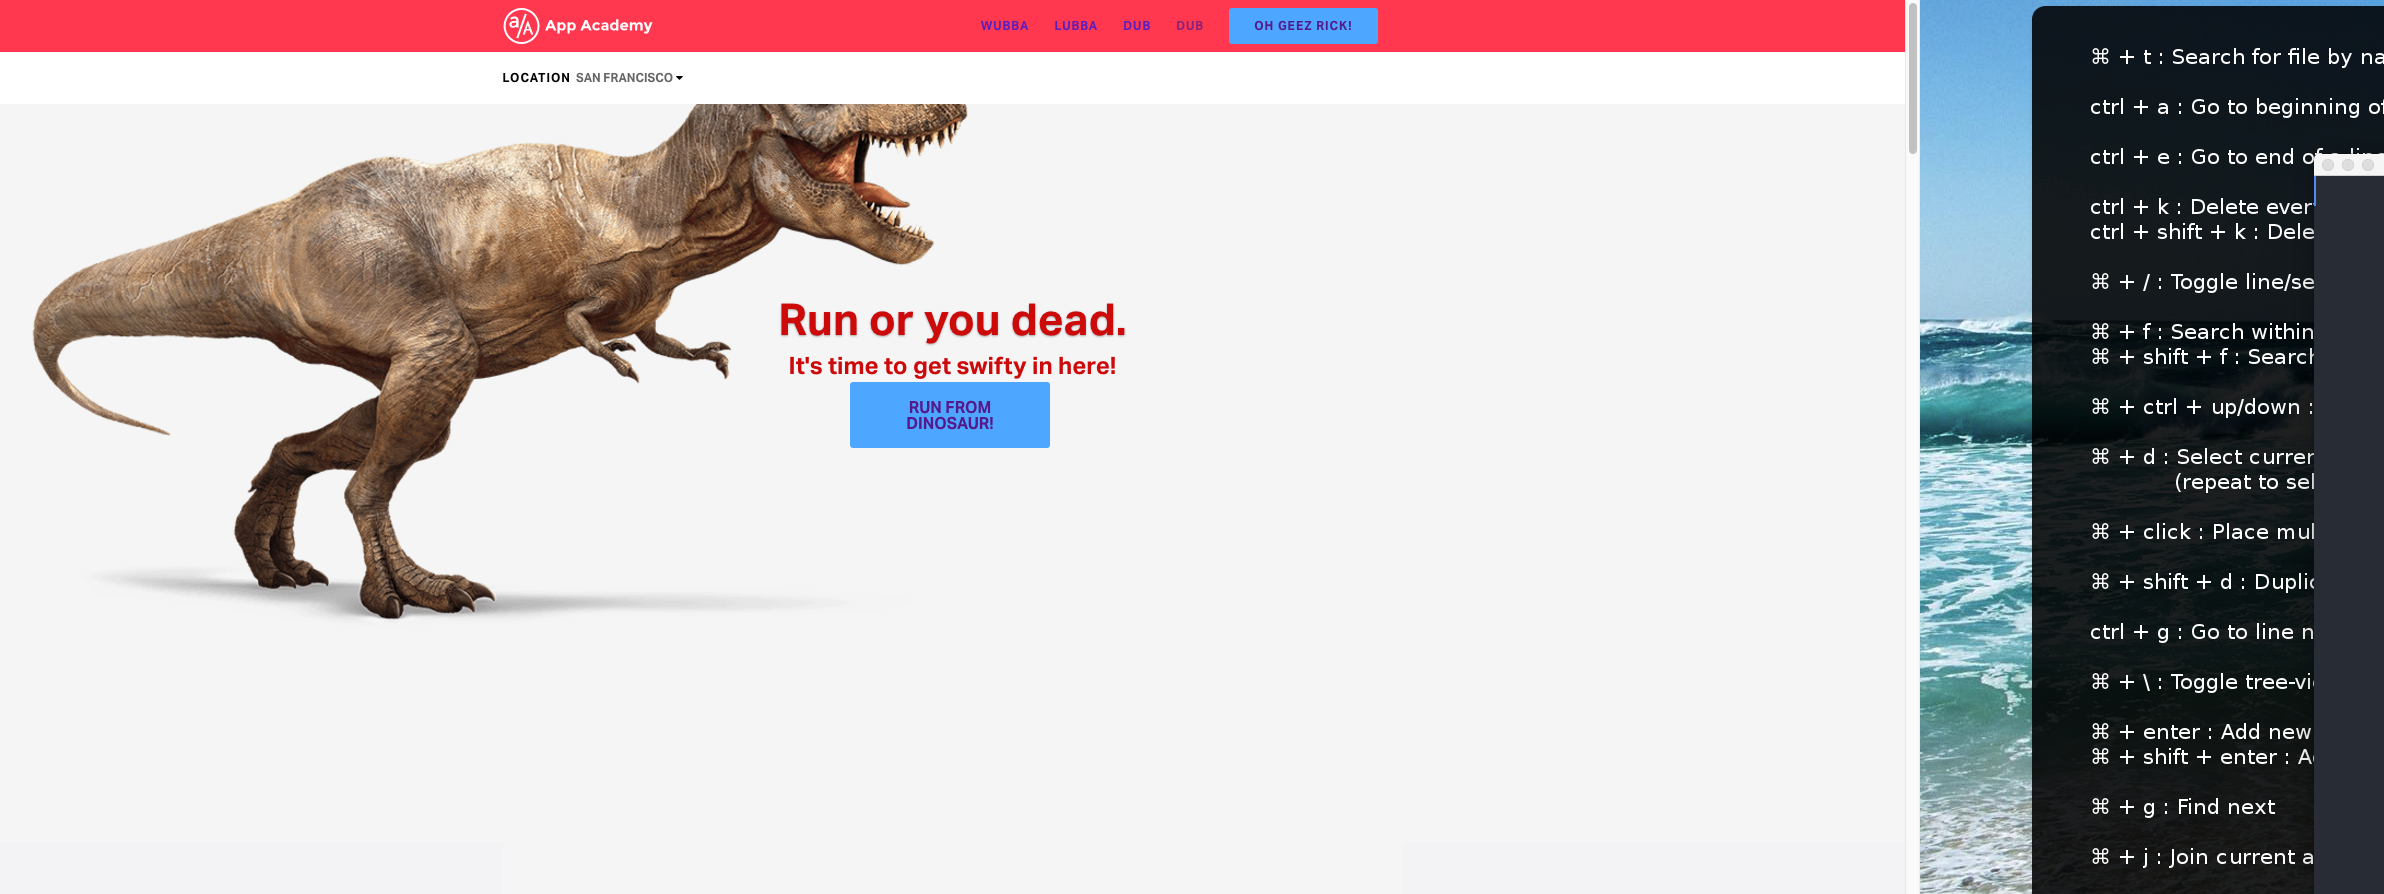 a/A App Academy
WUBBA LUBBA DUB DUB OH GEEZ RICK!
LOCATION SAN FRANCISCO
Run or you dead.
It's time to get swifty in here!
RUN FROM
DINOSAUR!
⌘ + t : Search for file by na
ctrl + a : Go to beginning of
ctrl + e : Go to end of a line
ctrl + k : Delete ever
ctrl + shift + k : Dele
⌘ + / : Toggle line/se
⌘ + f : Search within
⌘ + shift + f : Search
⌘ + ctrl + up/down :
⌘ + d : Select curren
(repeat to sel
⌘ + click : Place mul
⌘ + shift + d : Duplic
ctrl + g : Go to line n
⌘ + \ : Toggle tree-vi
⌘ + enter : Add new
⌘ + shift + enter : A
⌘ + g : Find next
⌘ + j : Join current a